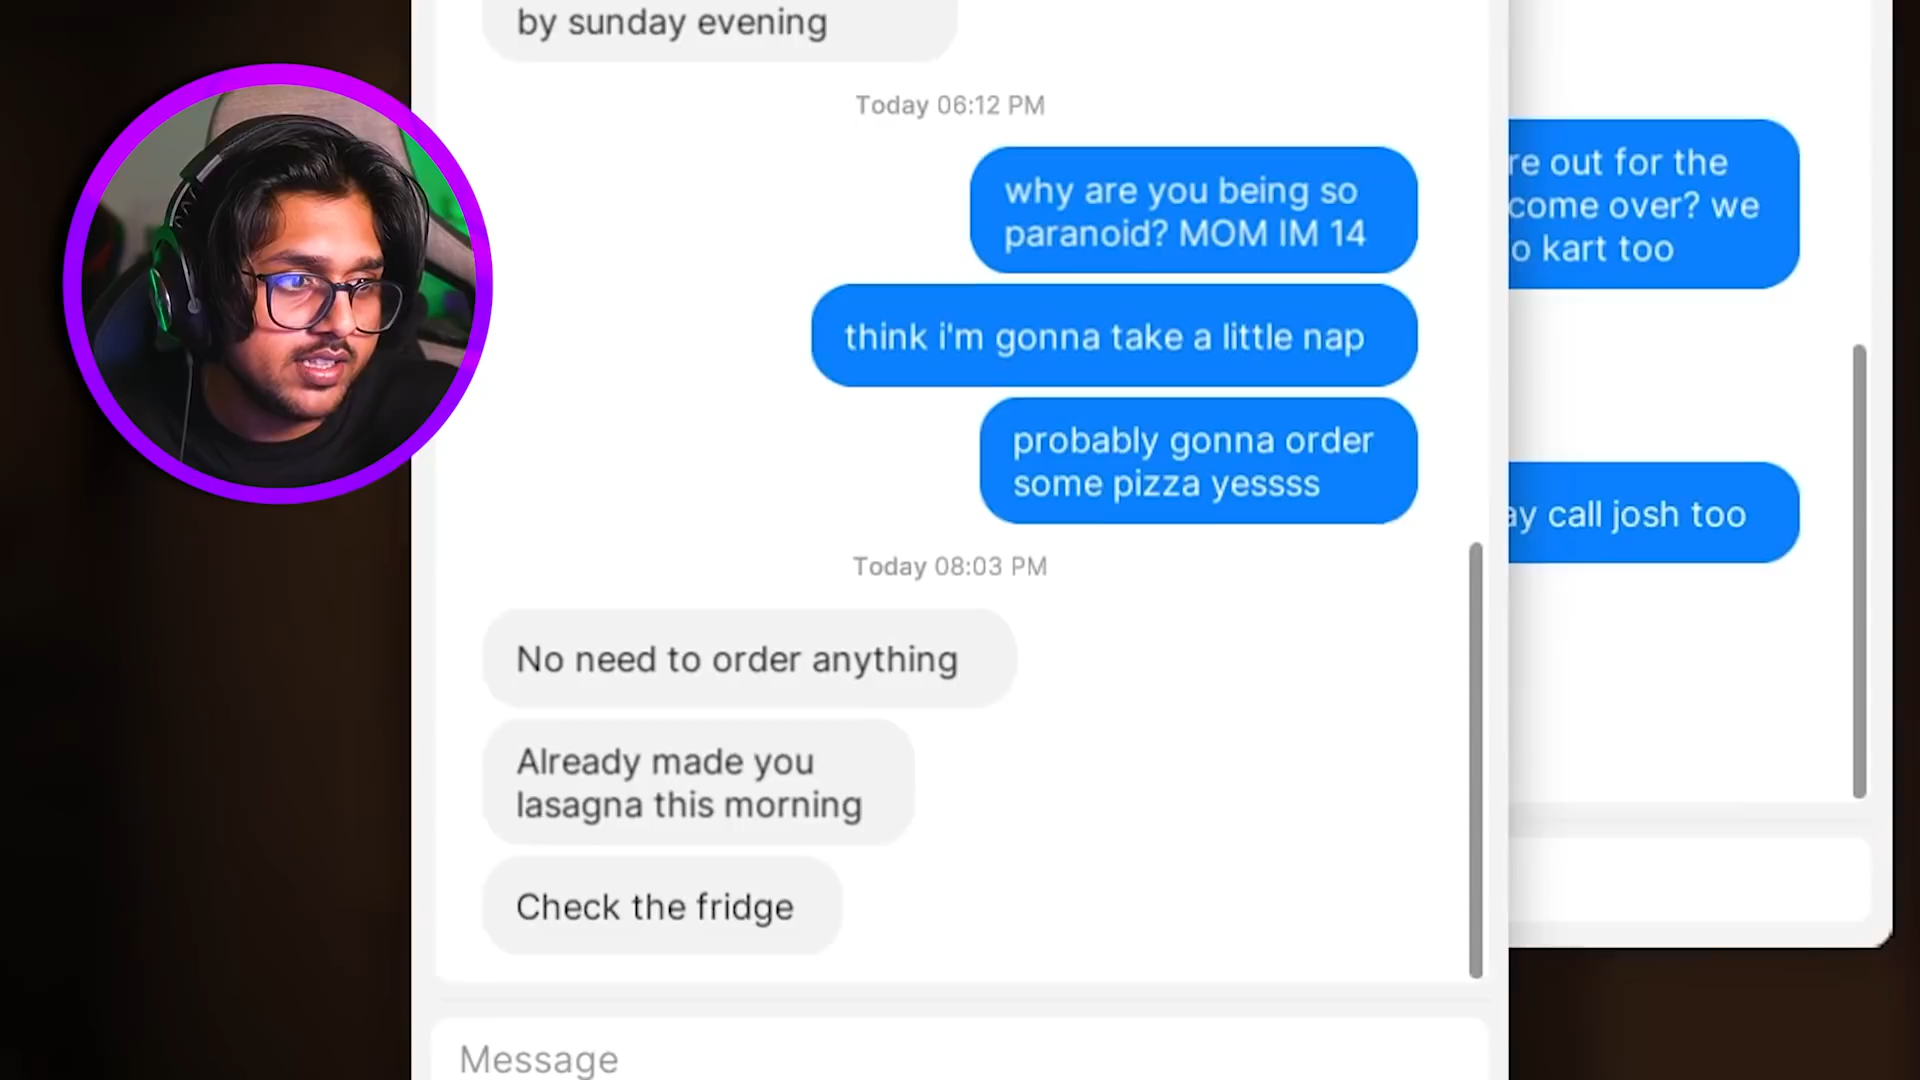 by sunday evening
Today 06:12 PM
why are you being so
paranoid? MOM IM 14
think i'm gonna take a little nap
probably gonna order
some pizza yessss
Today 08:03 PM
No need to order anything
Already made you
lasagna this morning
Check the fridge
Message
out for the
come over? we
kart too
call josh too